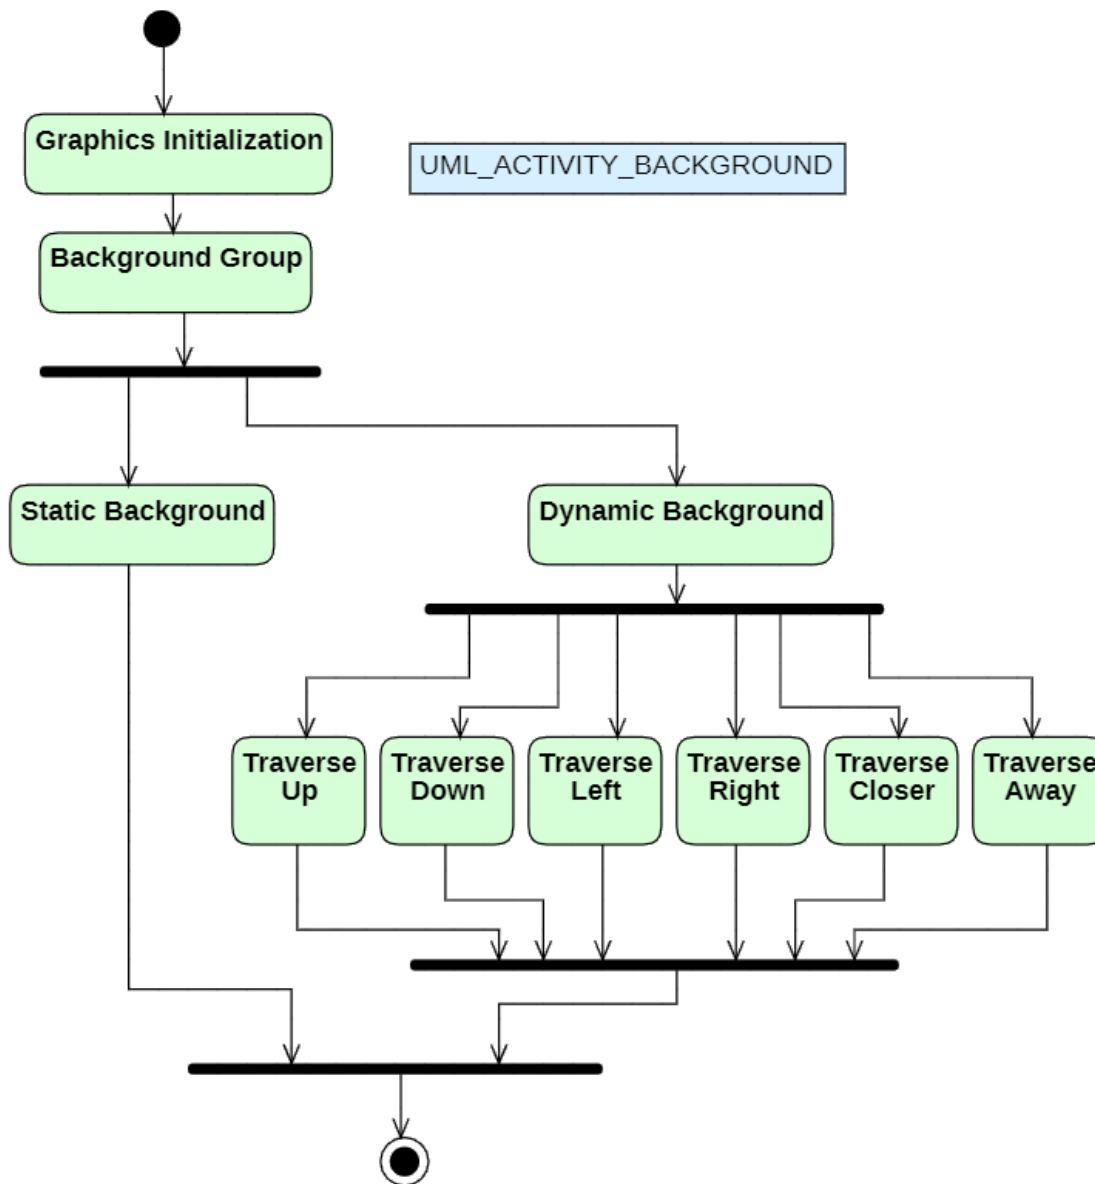 Graphics Initialization
UML_ACTIVITY_BACKGROUND
Background Group
Static Background
Dynamic Background
Traverse
Up
Traverse
Down
Traverse
Left
Traverse
Right
Traverse
Closer
Traverse
Away